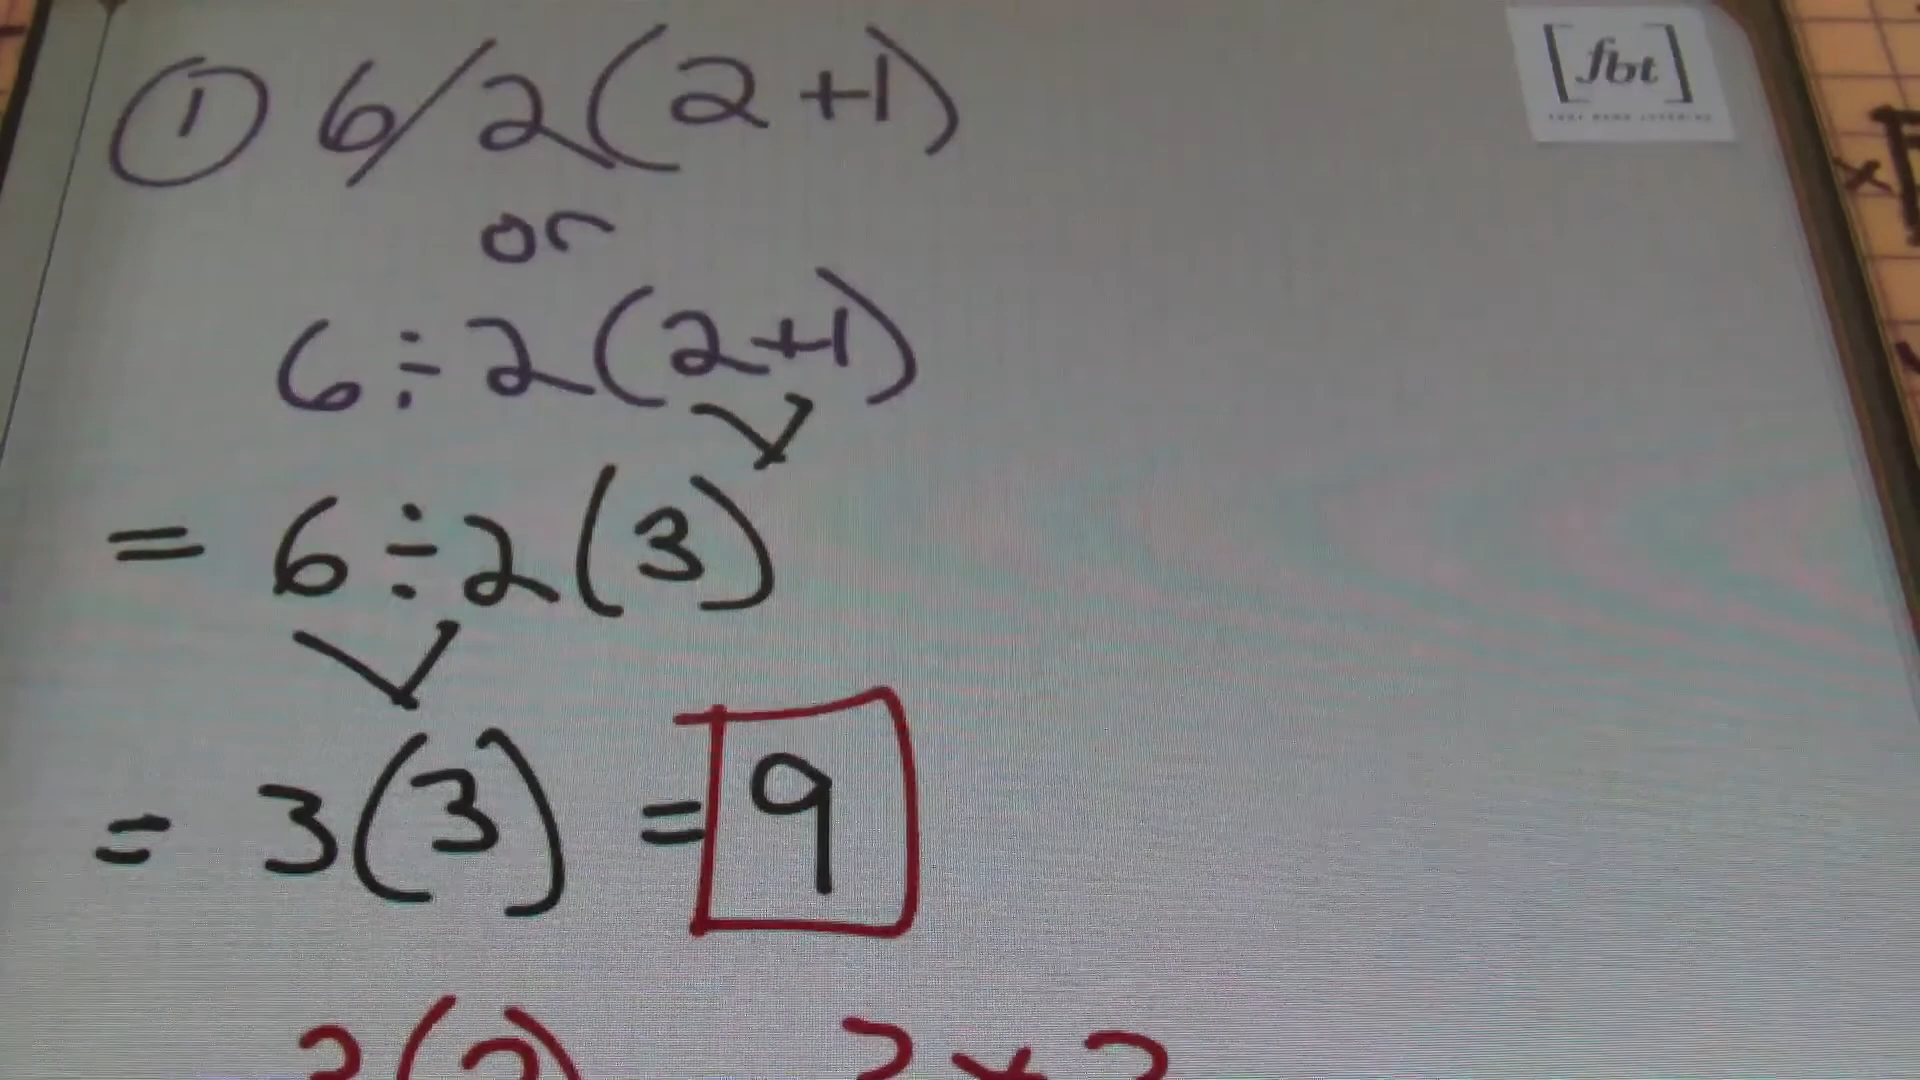 ① 6/2(2+1)
or
6÷2(2+1)
= 6÷2(3)
= 3(3) = 9
[fbt]